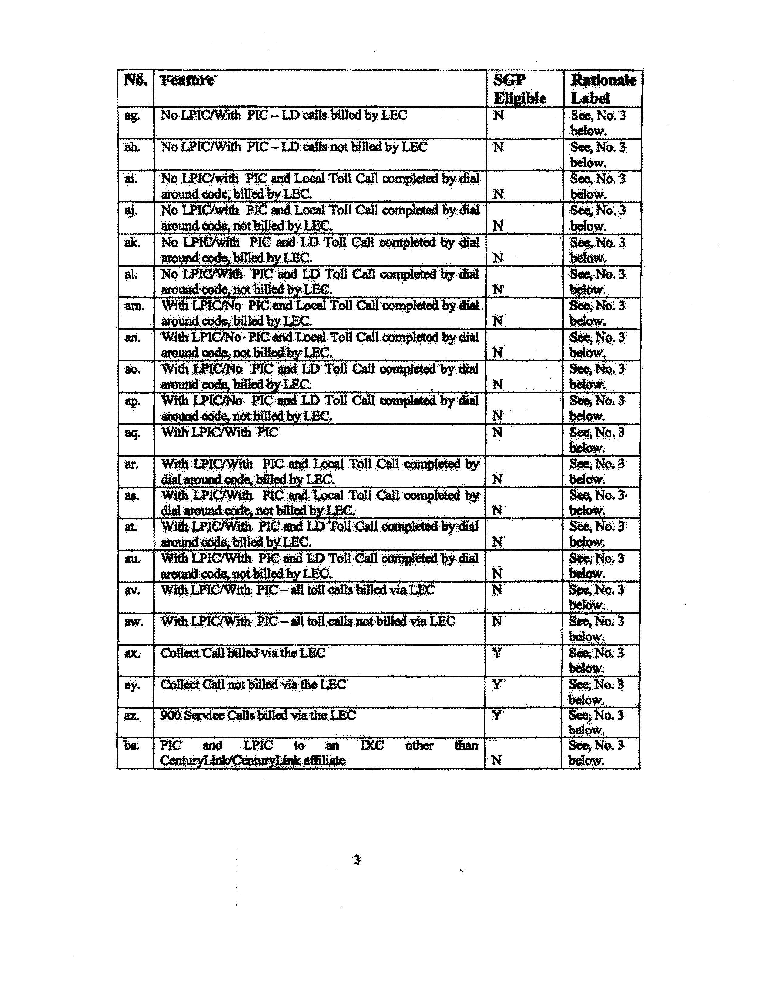 No. Feature SGP Eligible Rationale Label
ag. No LPIC/With PIC – LD calls billed by LEC N See, No. 3
below.
ah. No LPIC/With PIC – LD calls not billed by LEC N See, No. 3
below.
ai. No LPIC/with PIC and Local Toll Call completed by dial See, No. 3
around code, billed by LEC. N below.
aj. No LPIC/with PIC and Local Toll Call completed by dial See, No. 3
around code, not billed by LEC. N below.
ak. No LPIC/with PIC and LD Toll Call completed by dial See, No. 3
around code, billed by LEC. N below.
al. No LPIC/With PIC and LD Toll Call completed by dial See, No. 3
around code, not billed by LEC. N below.
am. With LPIC/No PIC and Local Toll Call completed by dial See, No. 3
around code, billed by LEC. N below.
an. With LPIC/No PIC and Local Toll Call completed by dial See, No. 3
around code, not billed by LEC. N below.
ao. With LPIC/No PIC and LD Toll Call completed by dial See, No. 3
around code, billed by LEC. N below.
ap. With LPIC/No PIC and LD Toll Call completed by dial See, No. 3
around code, not billed by LEC. N below.
aq. With LPIC/With PIC N See, No. 3
below.
ar. With LPIC/With PIC and Local Toll Call completed by See, No. 3
dial around code, billed by LEC. N below.
as. With LPIC/With PIC and Local Toll Call completed by See, No. 3
dial around code, not billed by LEC. N below.
at. With LPIC/With PIC and LD Toll Call completed by dial See, No. 3
around code, billed by LEC. N below.
au. With LPIC/With PIC and LD Toll Call completed by dial See, No. 3
around code, not billed by LEC. N below.
av. With LPIC/With PIC – all toll calls billed via LEC N See, No. 3
below.
aw. With LPIC/With PIC – all toll calls not billed via LEC N See, No. 3
below.
ax. Collect Call billed via the LEC Y See, No. 3
below.
ay. Collect Call not billed via the LEC Y See, No. 3
below.
az. 900 Service Calls billed via the LEC Y See, No. 3
below.
ba. PIC and LPIC to an IXC other than See, No. 3
CenturyLink/CenturyLink affiliate N below.
3